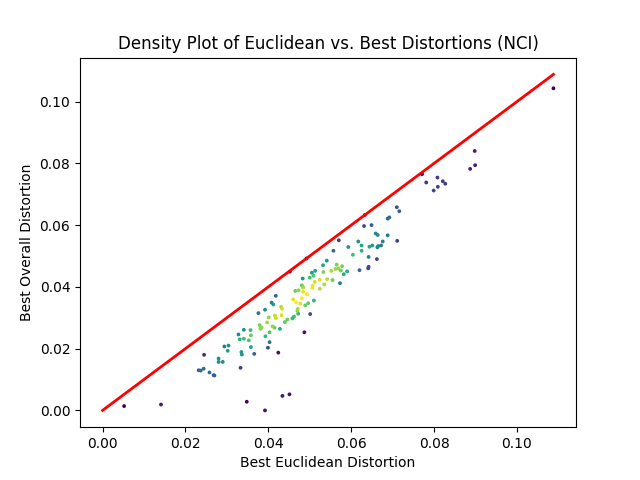 Density Plot of Euclidean vs. Best Distortions (NCI)
Best Overall Distortion
0.10
0.08
0.06
0.04
0.02
0.00
0.00 0.02 0.04 0.06 0.08 0.10
Best Euclidean Distortion